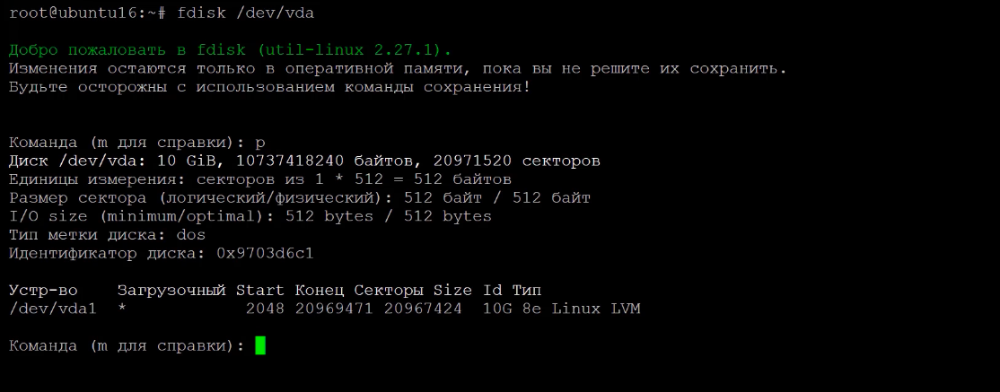 root@ubuntu16:~# fdisk /dev/vda
Добро пожаловать в fdisk (util-linux 2.27.1).
Изменения остаются только в оперативной памяти, пока вы не решите их сохранить.
Будьте осторожны с использованием команды сохранения!
Команда (m для справки): p
Диск /dev/vda: 10 GiB, 10737418240 байтов, 20971520 секторов
Единицы измерения: секторов из 1 * 512 = 512 байтов
Размер сектора (логический/физический): 512 байт / 512 байт
I/O size (minimum/optimal): 512 bytes / 512 bytes
Тип метки диска: dos
Идентификатор диска: 0x9703d6c1
Устр-во    Загрузочный Start Конец Секторы Size Id Тип
/dev/vda1  *            2048 20969471 20967424  10G 8e Linux LVM
Команда (m для справки):